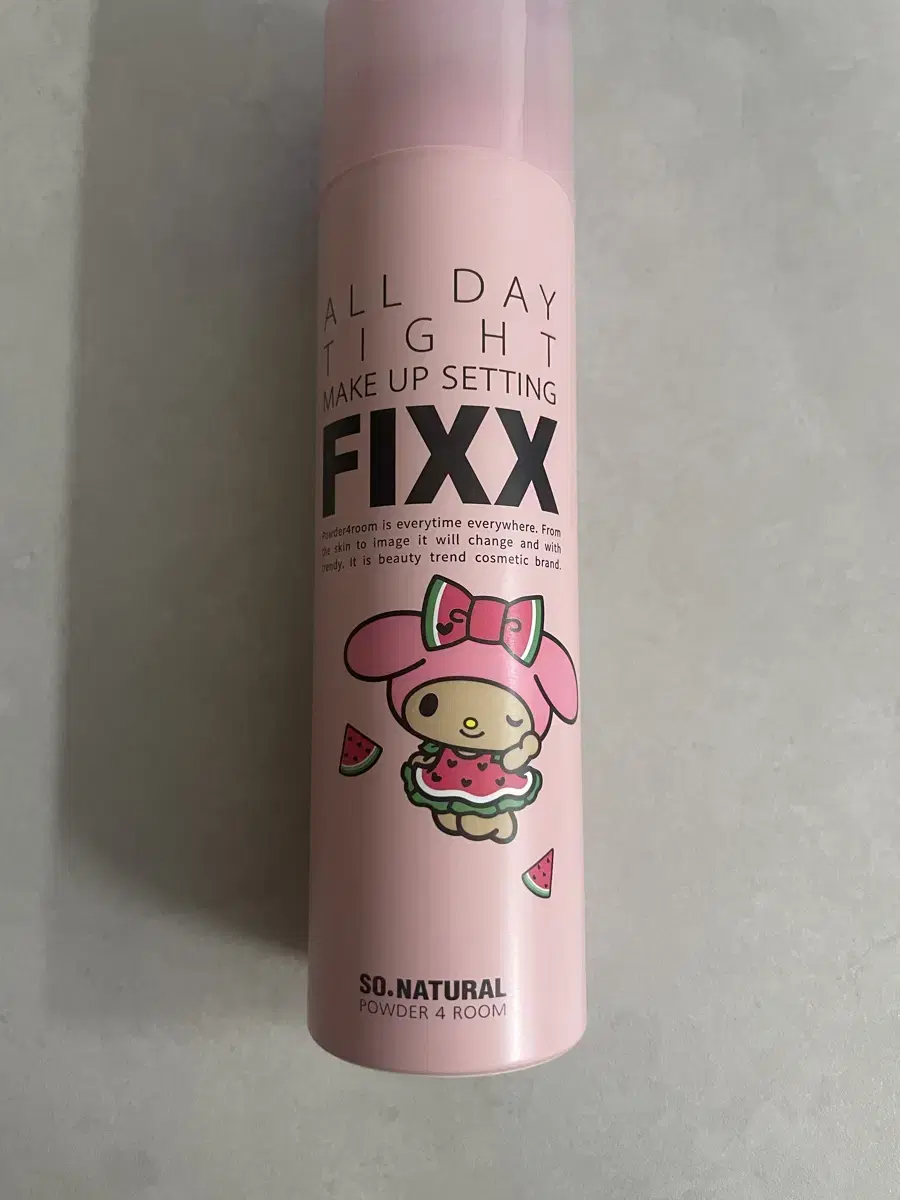 ALL DAY
TIGHT
MAKE UP SETTING
FIXX
Powder4room is everytime everywhere. From
the skin to image it will change and with
trendy. It is beauty trend cosmetic brand.
SO.NATURAL
POWDER 4 ROOM